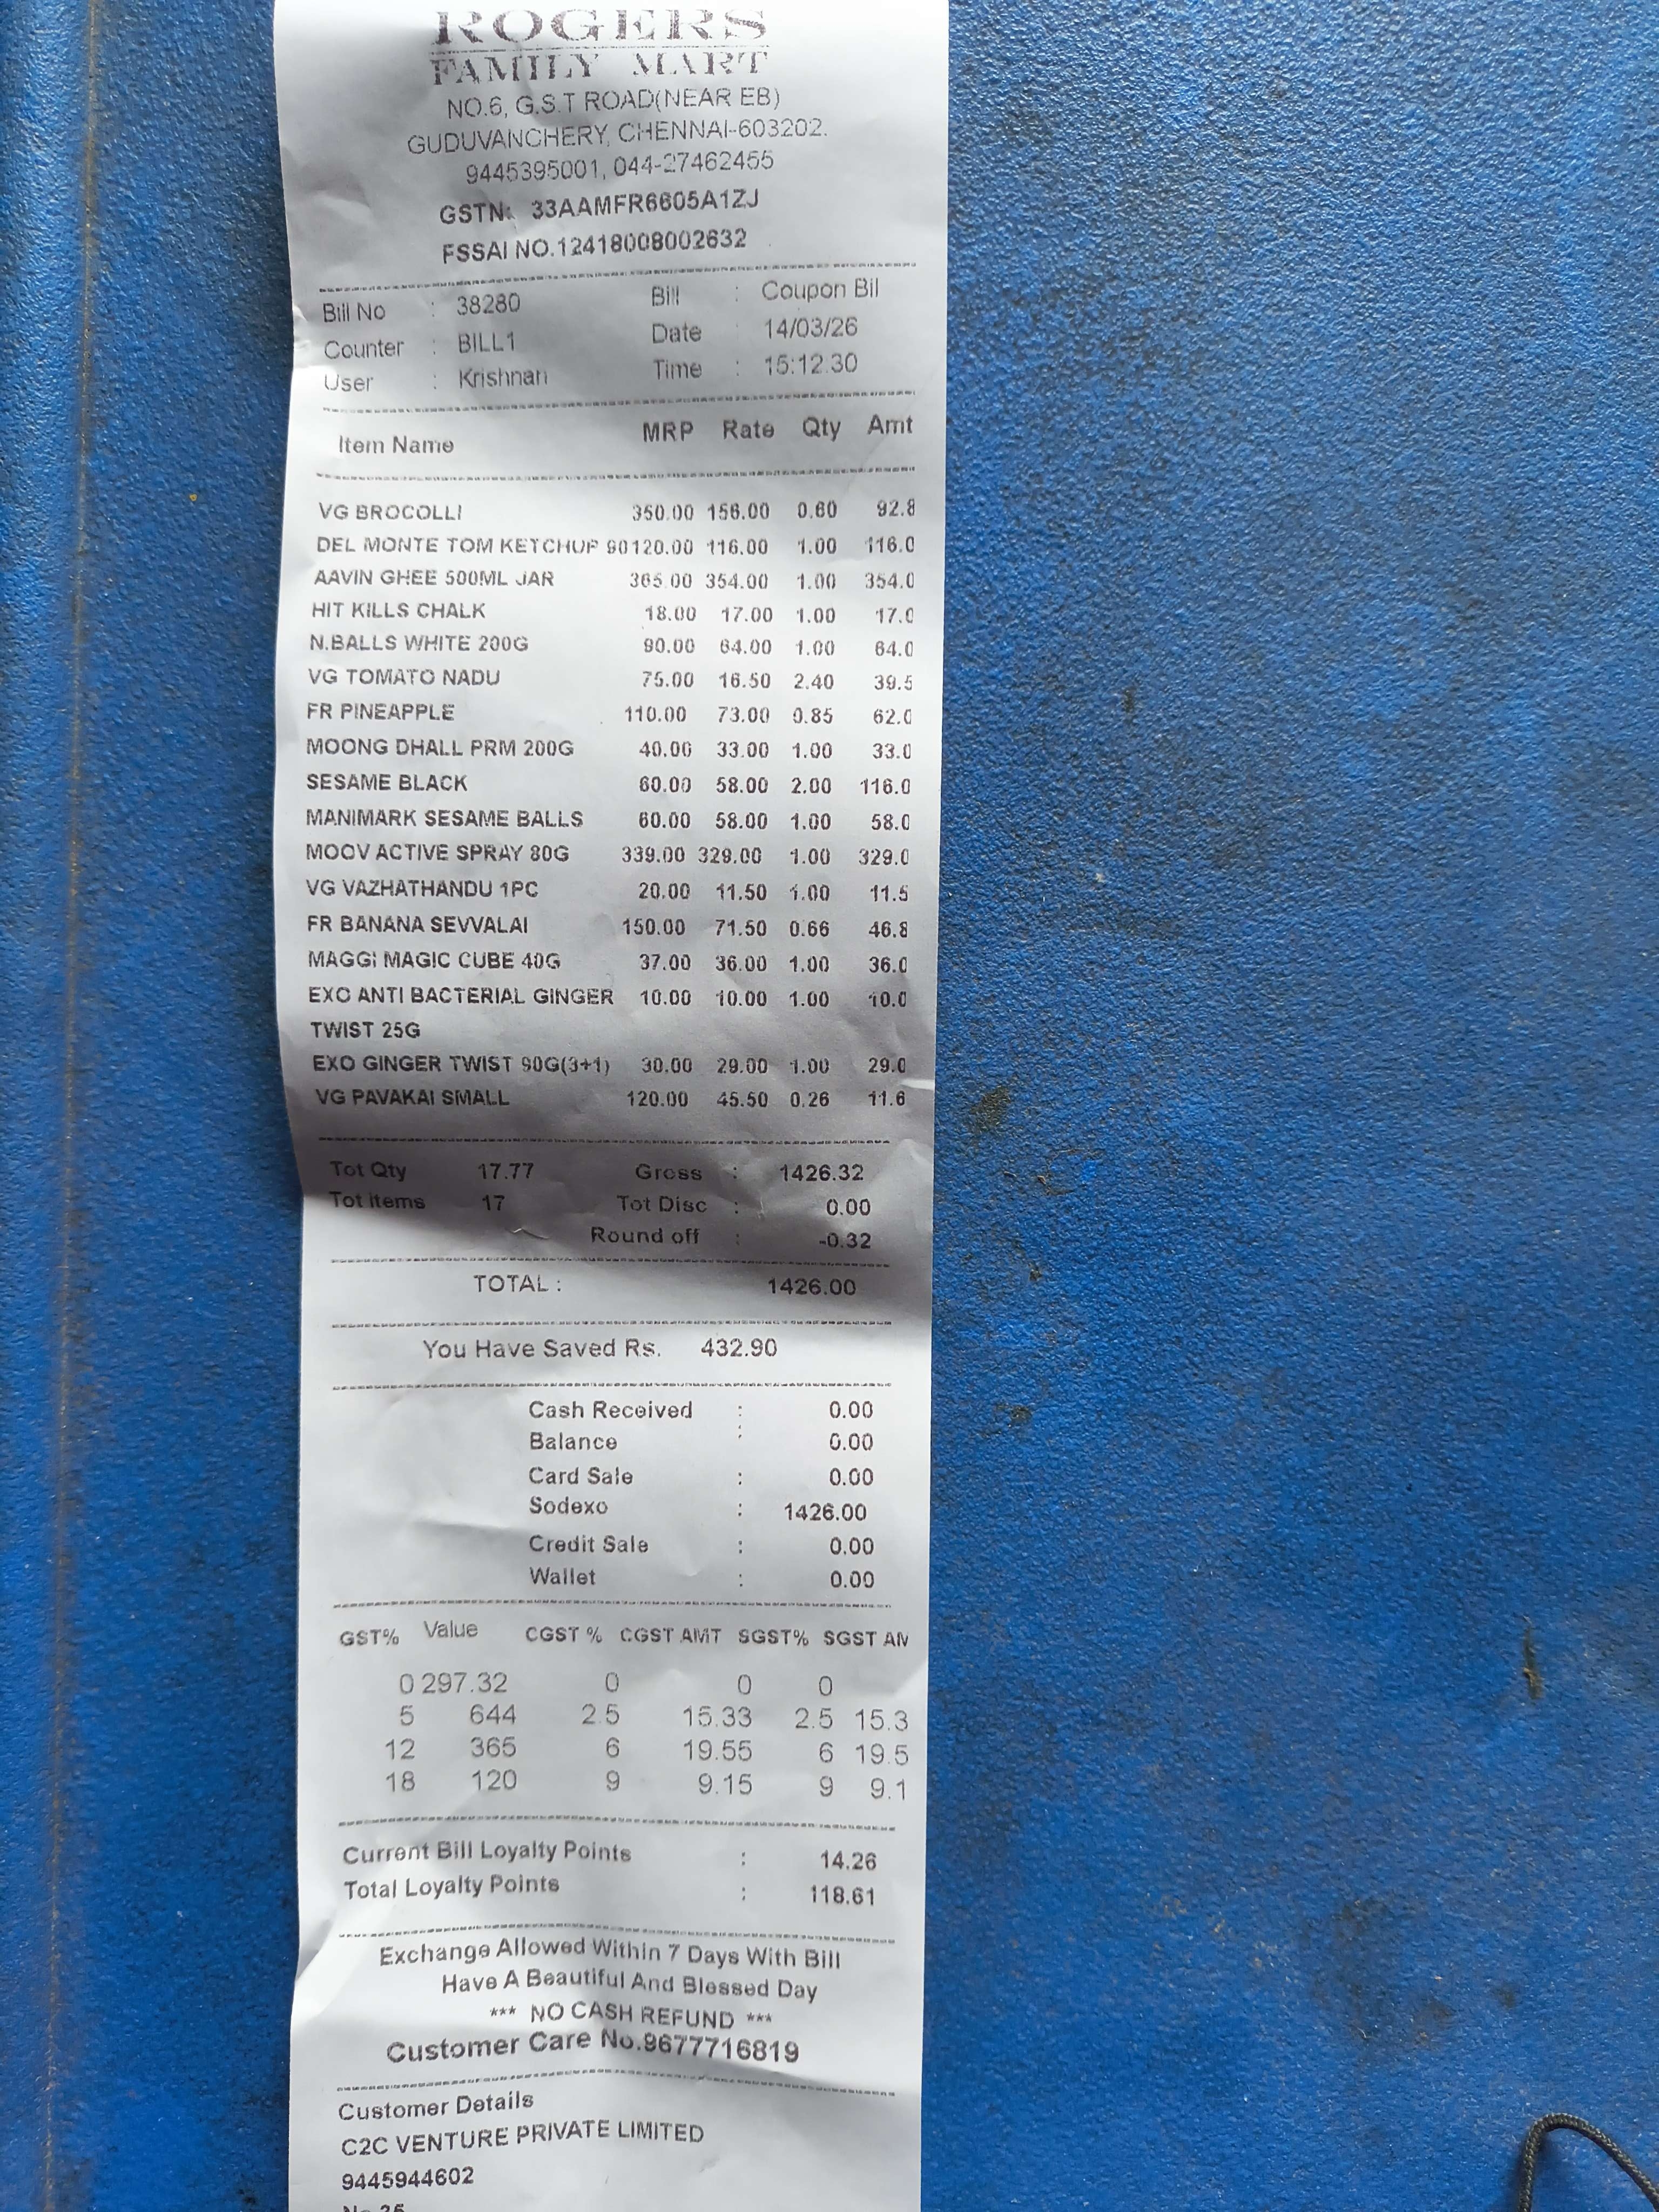 ROGERS
FAMILY MART
NO.6, G.S.T ROAD(NEAR EB)
GUDUVANCHERY, CHENNAI-603202.
9445395001, 044-27462455
GSTN: 33AAMFR6605A1ZJ
FSSAI NO.12418008002632
Bill No : 38280 Bill : Coupon Bil
Counter : BILL1 Date : 14/03/26
User : Krishnan Time : 15:12.30
Item Name MRP Rate Qty Amt
VG BROCOLLI 350.00 156.00 0.60 92.8
DEL MONTE TOM KETCHUP 90120.00 116.00 1.00 116.0
AAVIN GHEE 500ML JAR 365.00 354.00 1.00 354.0
HIT KILLS CHALK 18.00 17.00 1.00 17.0
N.BALLS WHITE 200G 90.00 64.00 1.00 64.0
VG TOMATO NADU 75.00 16.50 2.40 39.5
FR PINEAPPLE 110.00 73.00 0.85 62.0
MOONG DHALL PRM 200G 40.00 33.00 1.00 33.0
SESAME BLACK 60.00 58.00 2.00 116.0
MANIMARK SESAME BALLS 60.00 58.00 1.00 58.0
MOOV ACTIVE SPRAY 80G 339.00 329.00 1.00 329.0
VG VAZHATHANDU 1PC 20.00 11.50 1.00 11.5
FR BANANA SEVVALAI 150.00 71.50 0.66 46.8
MAGGI MAGIC CUBE 40G 37.00 36.00 1.00 36.0
EXO ANTI BACTERIAL GINGER 10.00 10.00 1.00 10.0
TWIST 25G
EXO GINGER TWIST 90G(3+1) 30.00 29.00 1.00 29.0
VG PAVAKAI SMALL 120.00 45.50 0.26 11.6
Tot Qty 17.77 Gross : 1426.32
Tot items 17 Tot Disc : 0.00
Round off : -0.32
TOTAL : 1426.00
You Have Saved Rs. 432.90
Cash Received : 0.00
Balance : 0.00
Card Sale : 0.00
Sodexo : 1426.00
Credit Sale : 0.00
Wallet : 0.00
GST% Value CGST % CGST AMT SGST% SGST AM
0 297.32 0 0 0
5 644 2.5 15.33 2.5 15.3
12 365 6 19.55 6 19.5
18 120 9 9.15 9 9.1
Current Bill Loyalty Points : 14.26
Total Loyalty Points : 118.61
Exchange Allowed Within 7 Days With Bill
Have A Beautiful And Blessed Day
*** NO CASH REFUND ***
Customer Care No.9677716819
Customer Details
C2C VENTURE PRIVATE LIMITED
9445944602
No 35